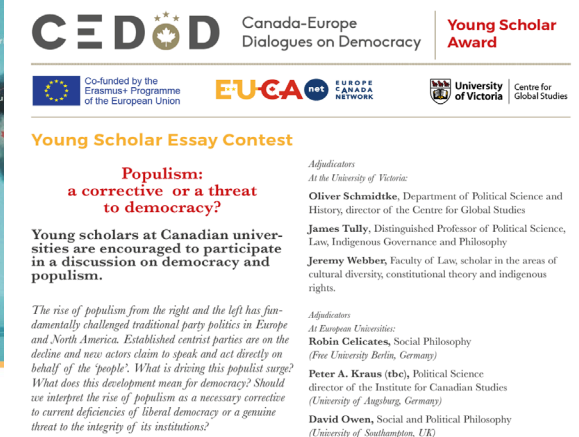 CEDOD
Canada-Europe
Dialogues on Democracy
Young Scholar
Award
Co-funded by the
Erasmus+ Programme
of the European Union
EU-CAnet
EUROPE
CANADA
NETWORK
University
of Victoria
Centre for
Global Studies
Young Scholar Essay Contest
Populism:
a corrective or a threat
to democracy?
Young scholars at Canadian univer-
sities are encouraged to participate
in a discussion on democracy and
populism.
The rise of populism from the right and the left has fun-
damentally challenged traditional party politics in Europe
and North America. Established centrist parties are on the
decline and new actors claim to speak and act directly on
behalf of the ‘people’. What is driving this populist surge?
What does this development mean for democracy? Should
we interpret the rise of populism as a necessary corrective
to current deficiencies of liberal democracy or a genuine
threat to the integrity of its institutions?
Adjudicators
At the University of Victoria:
Oliver Schmidtke, Department of Political Science and
History, director of the Centre for Global Studies
James Tully, Distinguished Professor of Political Science,
Law, Indigenous Governance and Philosophy
Jeremy Webber, Faculty of Law, scholar in the areas of
cultural diversity, constitutional theory and indigenous
rights.
Adjudicators
At European Universities:
Robin Celicates, Social Philosophy
(Free University Berlin, Germany)
Peter A. Kraus (tbc), Political Science
director of the Institute for Canadian Studies
(University of Augsburg, Germany)
David Owen, Social and Political Philosophy
(University of Southampton, UK)